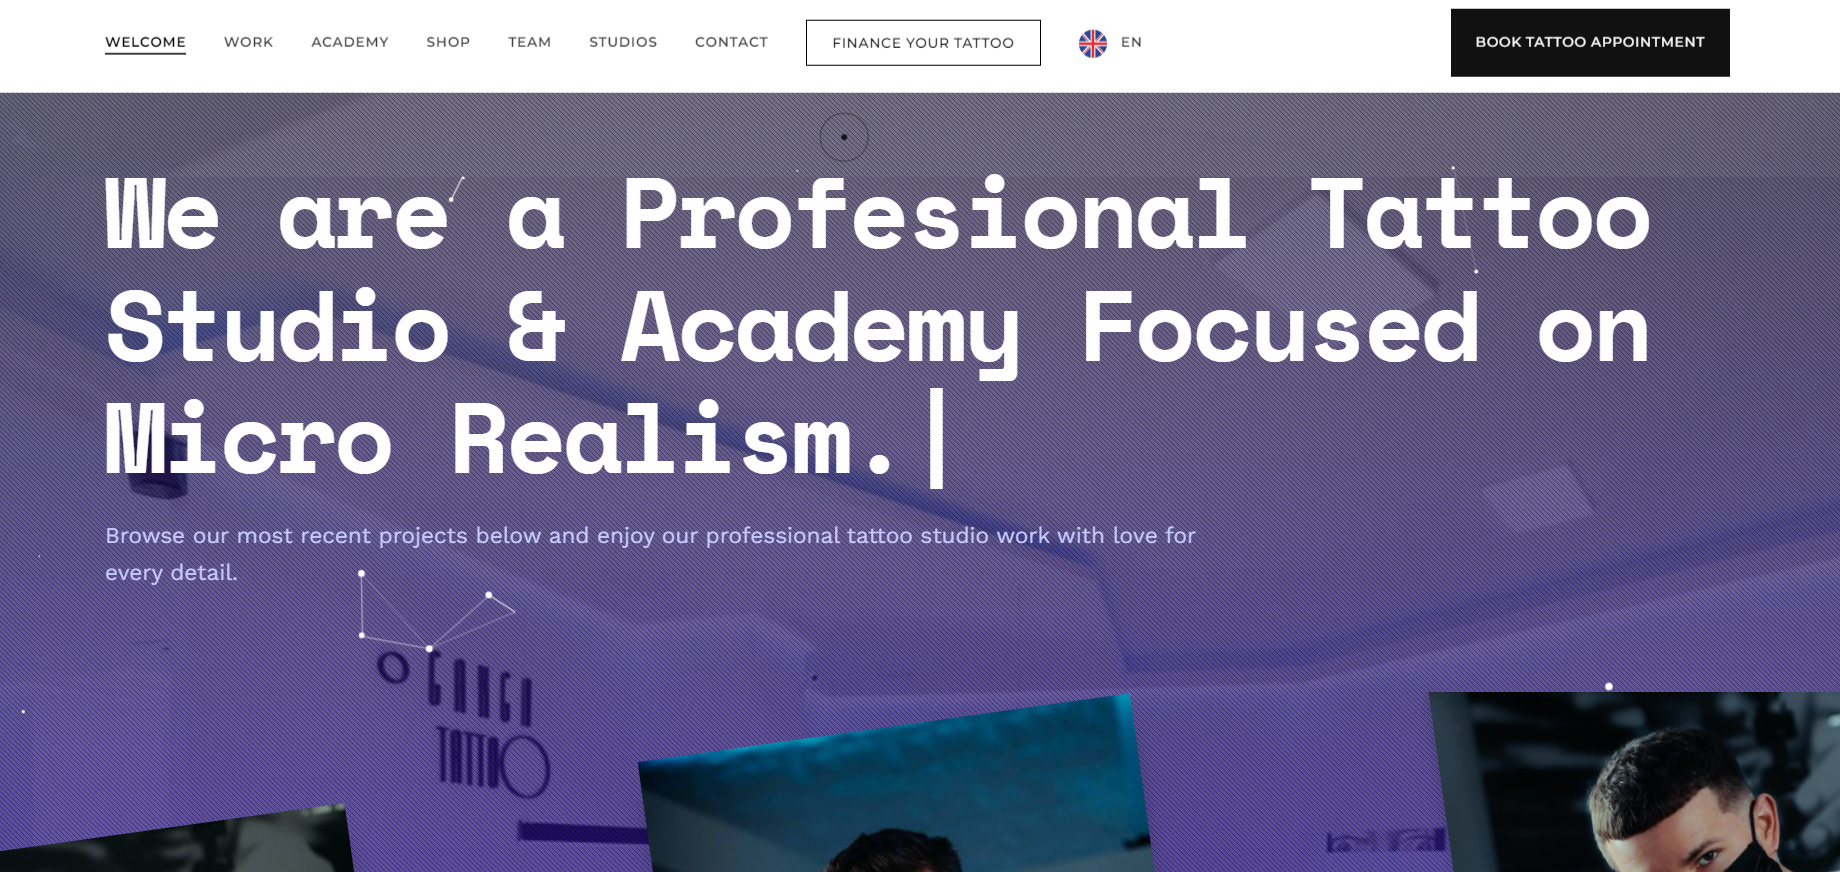 WELCOME WORK ACADEMY SHOP TEAM STUDIOS CONTACT FINANCE YOUR TATTOO EN BOOK TATTOO APPOINTMENT
We are a Profesional Tattoo
Studio & Academy Focused on
Micro Realism.|
Browse our most recent projects below and enjoy our professional tattoo studio work with love for
every detail.
O GANGA
TATTOO